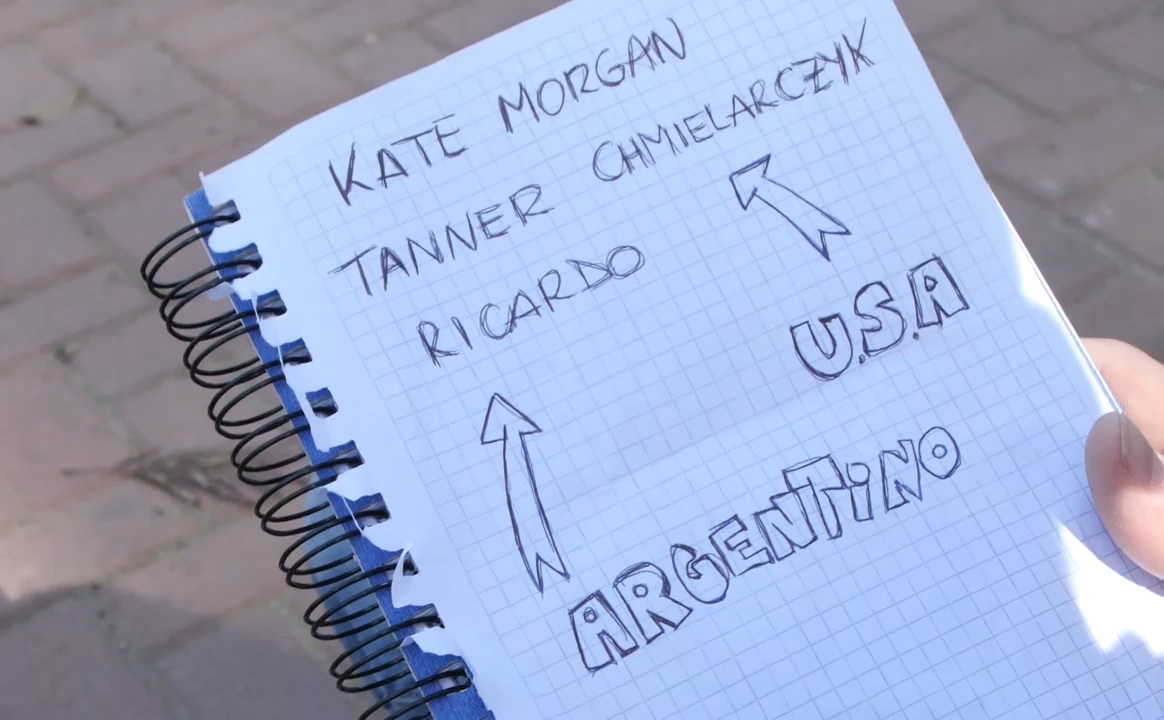 KATE MORGAN
TANNER CHMIELARCZYK
RICARDO
U.S.A
ARGENTINO